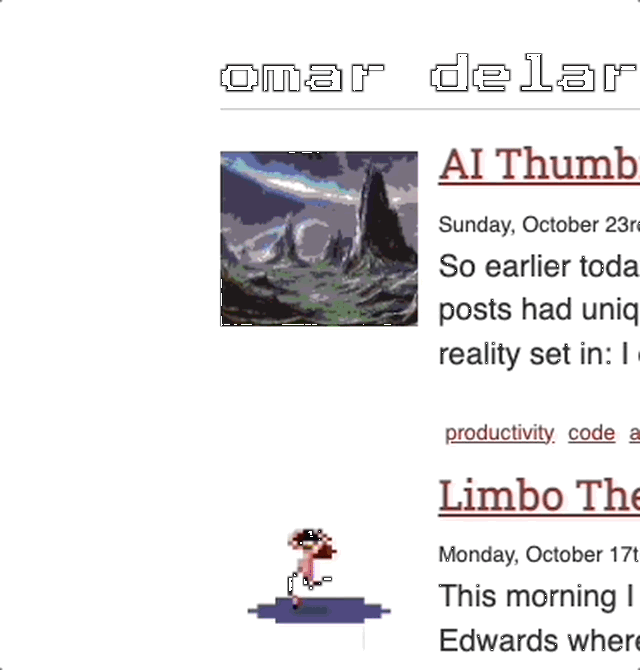 omar delar
AI Thumb
Sunday, October 23r
So earlier toda
posts had uniq
reality set in: I
productivity code a
Limbo The
Monday, October 17t
This morning I
Edwards where